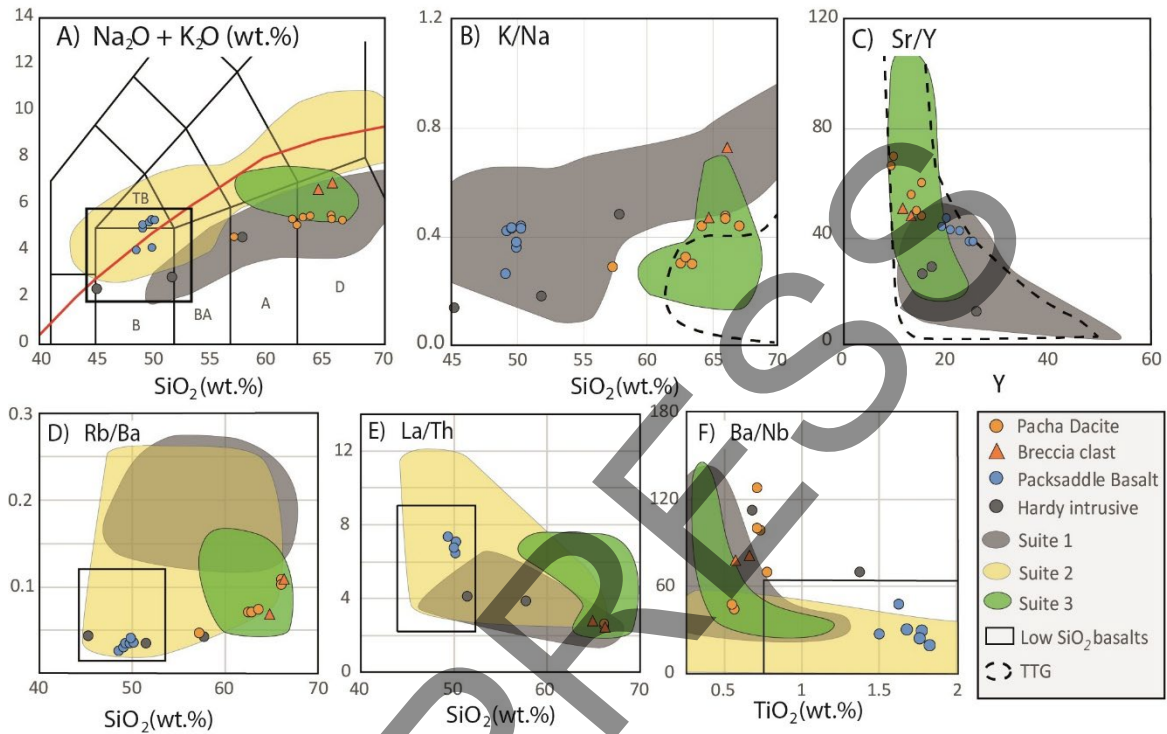 A) Na₂O + K₂O (wt.%)
14
12
10
8
6
4
2
0
TB
B
BA
A
D
40
45
50
55
60
65
70
SiO₂(wt.%)
B) K/Na
1.2
0.8
0.4
0.0
45
50
55
60
65
70
SiO₂(wt.%)
C) Sr/Y
120
80
40
0
0
20
40
60
Y
D) Rb/Ba
0.3
0.2
0.1
0
40
50
60
70
SiO₂(wt.%)
E) La/Th
12
8
4
0
50
60
70
SiO₂(wt.%)
F) Ba/Nb
180
120
60
0
0.5
1
1.5
2
TiO₂(wt.%)
Pacha Dacite
Breccia clast
Packsaddle Basalt
Hardy intrusive
Suite 1
Suite 2
Suite 3
Low SiO₂ basalts
TTG